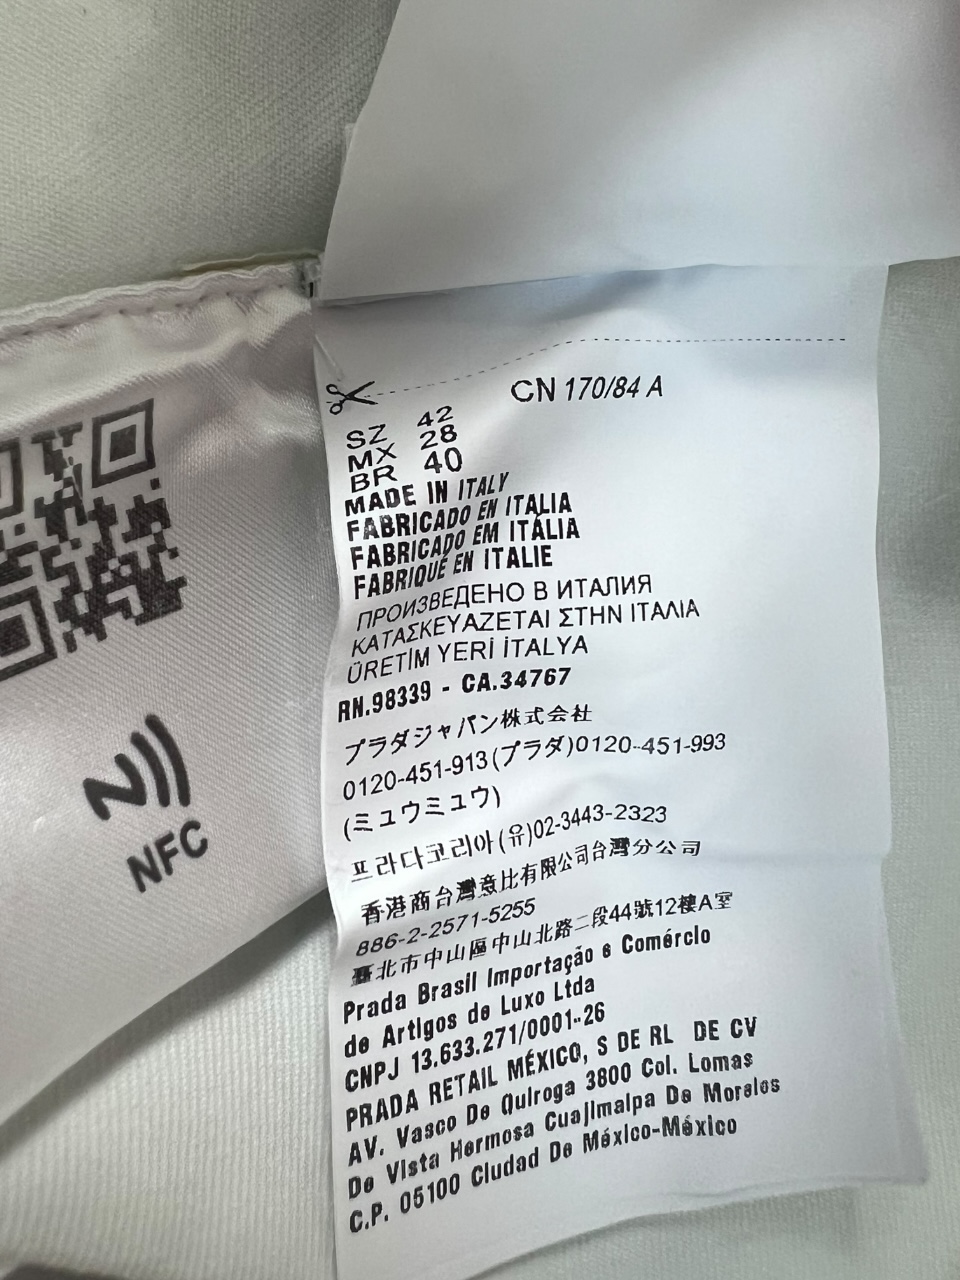 CN 170/84 A
SZ 42
MX 28
BR 40
MADE IN ITALY
FABRICADO EN ITALIA
FABRICADO EM ITÁLIA
FABRIQUÉ EN ITALIE
ПРОИЗВЕДЕНО В ИТАЛИЯ
ΚΑΤΑΣΚΕΥΑΖΕΤΑΙ ΣΤΗΝ ΙΤΑΛΙΑ
ÜRETİM YERİ İTALYA
RN.98339 - CA.34767
プラダジャパン株式会社
0120-451-913(プラダ)0120-451-993
(ミュウミュウ)
프라다코리아(유)02-3443-2323
香港商台灣意比有限公司台灣分公司
886-2-2571-5255
臺北市中山區中山北路二段44號12樓A室
Prada Brasil Importação e Comércio
de Artigos de Luxo Ltda
CNPJ 13.633.271/0001-26
PRADA RETAIL MÉXICO, S DE RL DE CV
AV. Vasco De Quiroga 3800 Col. Lomas
De Vista Hermosa Cuajimalpa De Morelos
C.P. 05100 Ciudad De México-México
NFC